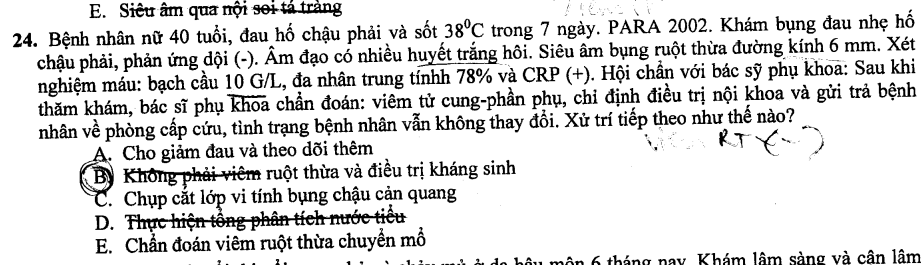 E. Siêu âm qua nội soi tá tràng
24. Bệnh nhân nữ 40 tuổi, đau hố chậu phải và sốt 38⁰C trong 7 ngày. PARA 2002. Khám bụng đau nhẹ hố
chậu phải, phản ứng dội (-). Âm đạo có nhiều huyết trắng hôi. Siêu âm bụng ruột thừa đường kính 6 mm. Xét
nghiệm máu: bạch cầu 10 G/L, đa nhân trung tínhh 78% và CRP (+). Hội chẩn với bác sỹ phụ khoa: Sau khi
thăm khám, bác sĩ phụ khoa chẩn đoán: viêm tử cung-phần phụ, chỉ định điều trị nội khoa và gửi trả bệnh
nhân về phòng cấp cứu, tình trạng bệnh nhân vẫn không thay đổi. Xử trí tiếp theo như thế nào?
RT (-)
A. Cho giảm đau và theo dõi thêm
B. Không phải viêm ruột thừa và điều trị kháng sinh
C. Chụp cắt lớp vi tính bụng chậu cản quang
D. Thực hiện tổng phân tích nước tiểu
E. Chẩn đoán viêm ruột thừa chuyển mổ
hậu môn 6 tháng nay. Khám lâm sàng và cận lâm